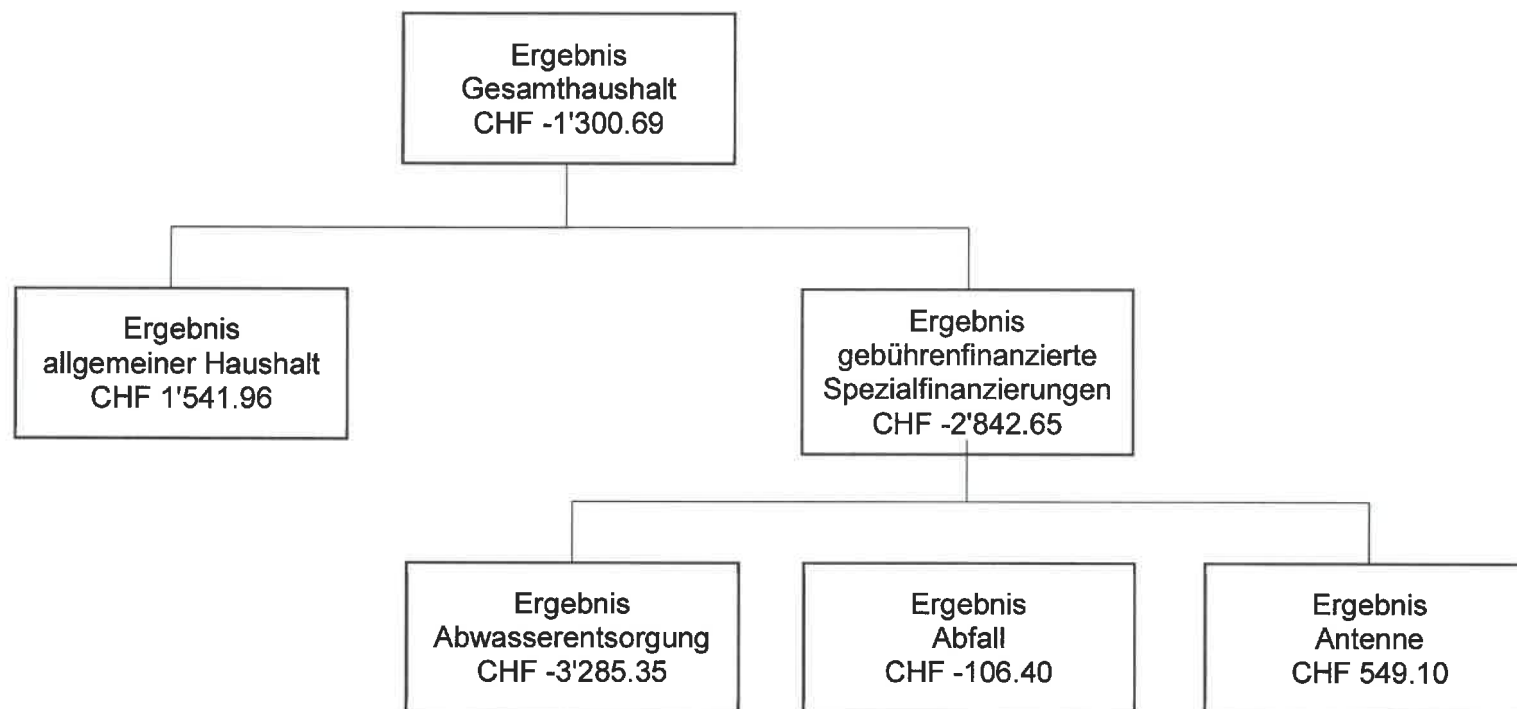 Ergebnis
Gesamthaushalt
CHF -1'300.69
Ergebnis
allgemeiner Haushalt
CHF 1'541.96
Ergebnis
gebührenfinanzierte
Spezialfinanzierungen
CHF -2'842.65
Ergebnis
Abwasserentsorgung
CHF -3'285.35
Ergebnis
Abfall
CHF -106.40
Ergebnis
Antenne
CHF 549.10